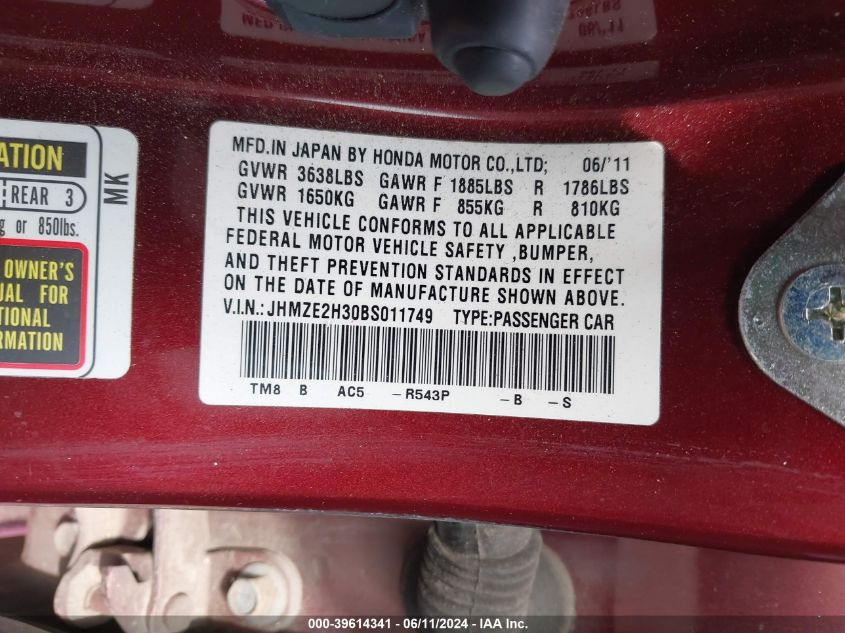 MFD.IN JAPAN BY HONDA MOTOR CO.,LTD; 06/'11
GVWR 3638LBS GAWR F 1885LBS R 1786LBS
GVWR 1650KG GAWR F 855KG R 810KG
THIS VEHICLE CONFORMS TO ALL APPLICABLE
FEDERAL MOTOR VEHICLE SAFETY ,BUMPER,
AND THEFT PREVENTION STANDARDS IN EFFECT
ON THE DATE OF MANUFACTURE SHOWN ABOVE.
V.I.N.:JHMZE2H30BS011749 TYPE:PASSENGER CAR
TM8 B AC5 -R543P -B -S
ATION
REAR 3
or 850lbs.
OWNER'S
UAL FOR
TIONAL
RMATION
MK
000-39614341 - 06/11/2024 - IAA Inc.